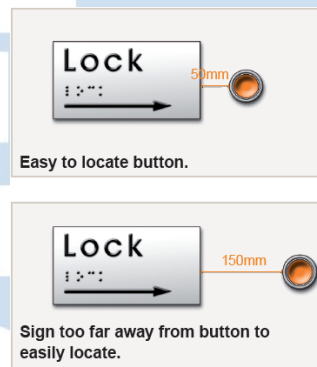 Lock
50mm
Easy to locate button.
Lock
150mm
Sign too far away from button to
easily locate.